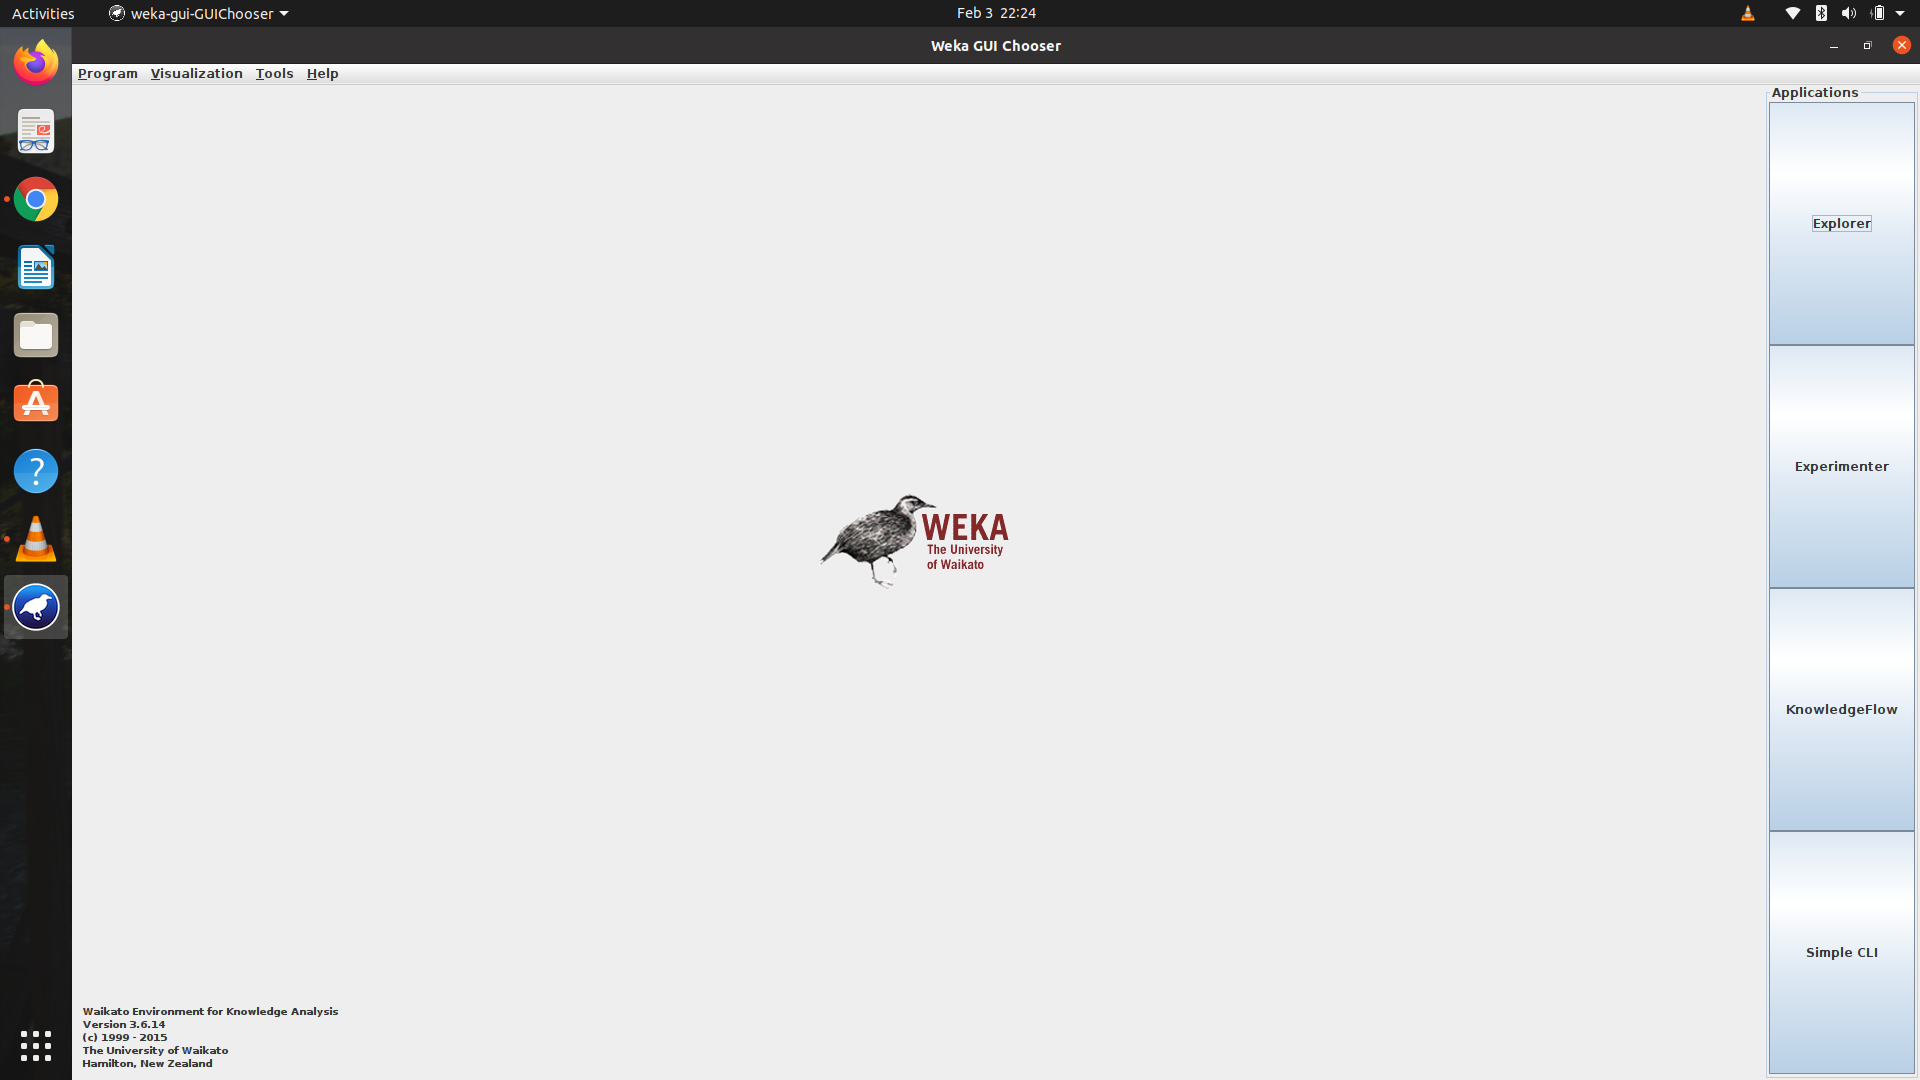 Activities
weka-gui-GUIChooser
Feb 3 22:24
Weka GUI Chooser
Program Visualization Tools Help
Applications
Explorer
Experimenter
KnowledgeFlow
Simple CLI
WEKA
The University
of Waikato
Waikato Environment for Knowledge Analysis
Version 3.6.14
(c) 1999 - 2015
The University of Waikato
Hamilton, New Zealand